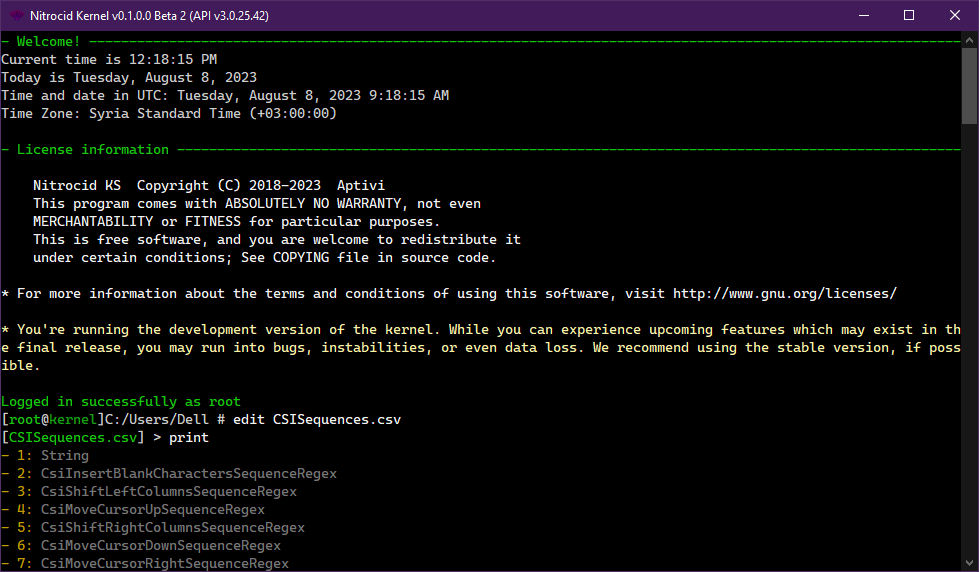 Nitrocid Kernel v0.1.0.0 Beta 2 (API v3.0.25.42)
- Welcome!
Current time is 12:18:15 PM
Today is Tuesday, August 8, 2023
Time and date in UTC: Tuesday, August 8, 2023 9:18:15 AM
Time Zone: Syria Standard Time (+03:00:00)
- License information
Nitrocid KS  Copyright (C) 2018-2023  Aptivi
This program comes with ABSOLUTELY NO WARRANTY, not even
MERCHANTABILITY or FITNESS for particular purposes.
This is free software, and you are welcome to redistribute it
under certain conditions; See COPYING file in source code.
* For more information about the terms and conditions of using this software, visit http://www.gnu.org/licenses/
* You're running the development version of the kernel. While you can experience upcoming features which may exist in th
e final release, you may run into bugs, instabilities, or even data loss. We recommend using the stable version, if poss
ible.
Logged in successfully as root
[root@kernel]C:/Users/Dell # edit CSISequences.csv
[CSISequences.csv] > print
- 1: String
- 2: CsiInsertBlankCharactersSequenceRegex
- 3: CsiShiftLeftColumnsSequenceRegex
- 4: CsiMoveCursorUpSequenceRegex
- 5: CsiShiftRightColumnsSequenceRegex
- 6: CsiMoveCursorDownSequenceRegex
- 7: CsiMoveCursorRightSequenceRegex